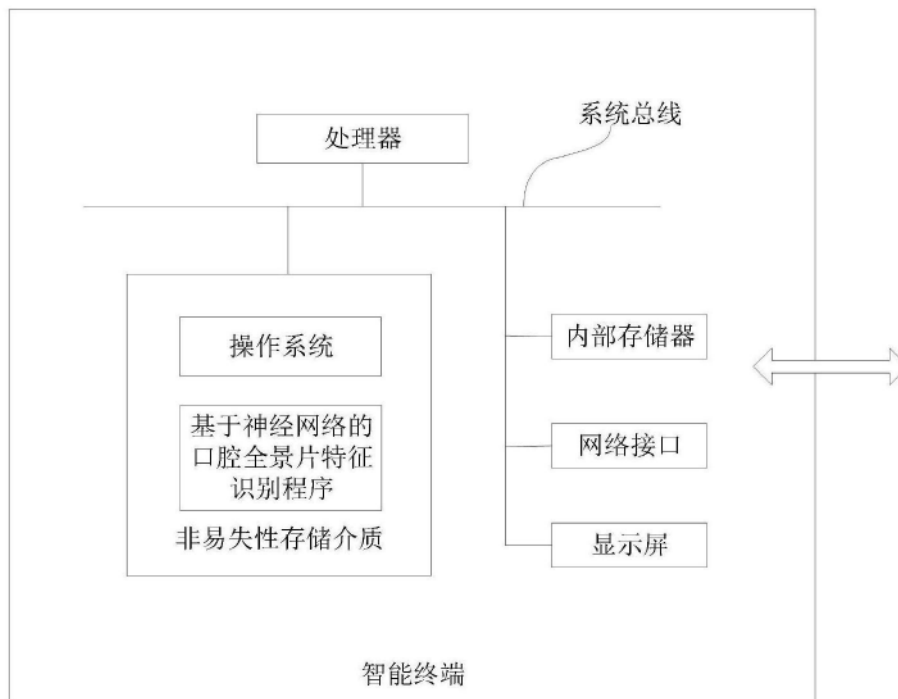 系统总线
处理器
操作系统
基于神经网络的
口腔全景片特征
识别程序
非易失性存储介质
内部存储器
网络接口
显示屏
智能终端